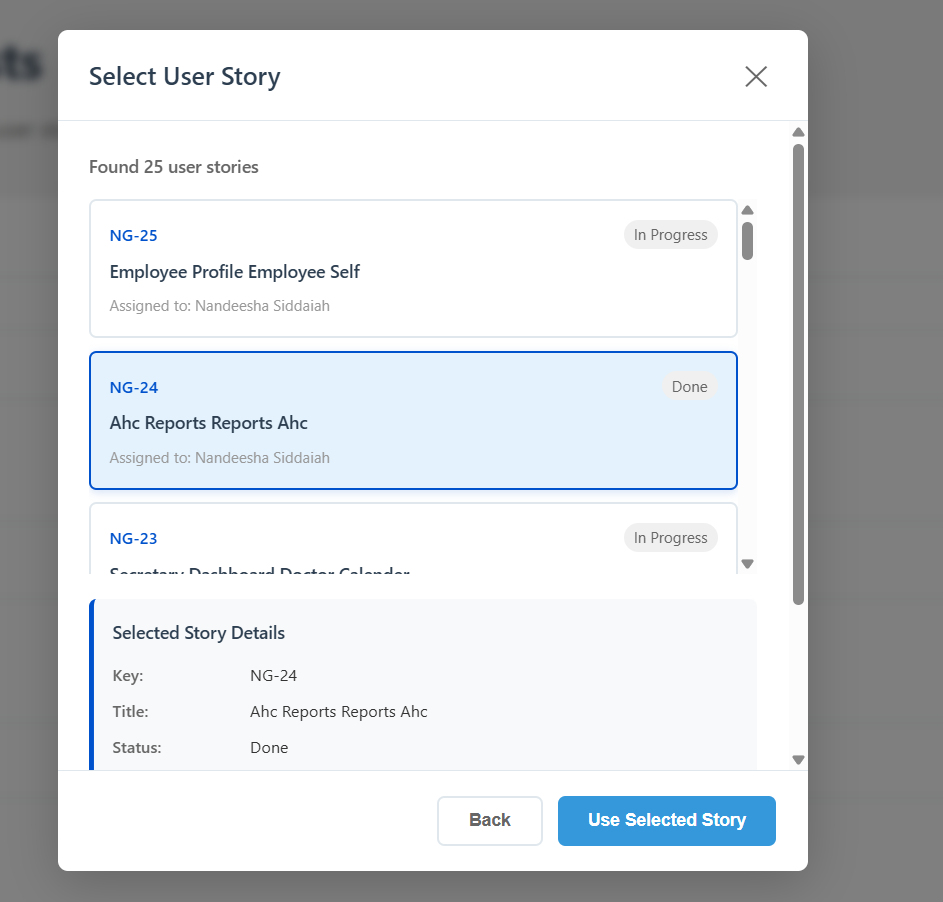 ts
Select User Story
Found 25 user stories
NG-25
In Progress
Employee Profile Employee Self
Assigned to: Nandeesha Siddaiah
NG-24
Done
Ahc Reports Reports Ahc
Assigned to: Nandeesha Siddaiah
NG-23
In Progress
Secretary Dashboard Doctor Calender
Selected Story Details
Key: NG-24
Title: Ahc Reports Reports Ahc
Status: Done
Back
Use Selected Story